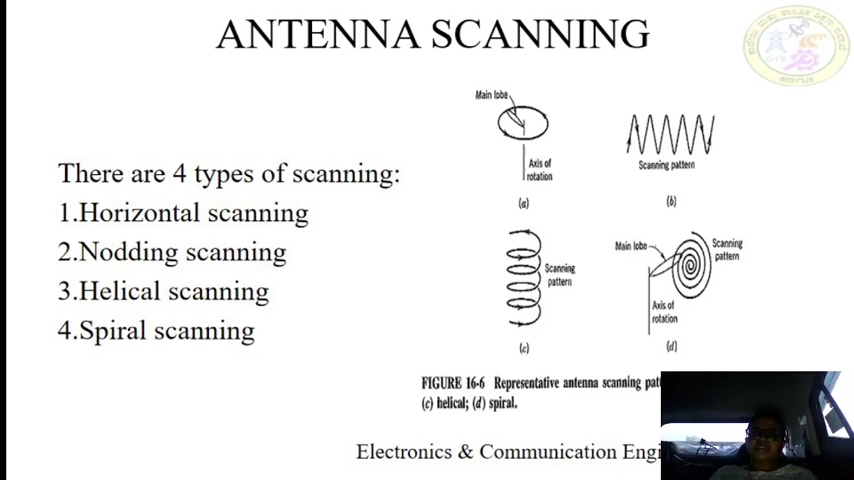 ANTENNA SCANNING
There are 4 types of scanning:
1.Horizontal scanning
2.Nodding scanning
3.Helical scanning
4.Spiral scanning
Main lobe
Axis of
rotation
(a)
Scanning pattern
(b)
Scanning
pattern
(c)
Main lobe
Scanning
pattern
Axis of
rotation
(d)
FIGURE 16-6 Representative antenna scanning
(c) helical; (d) spiral.
Electronics & Communication
DTE